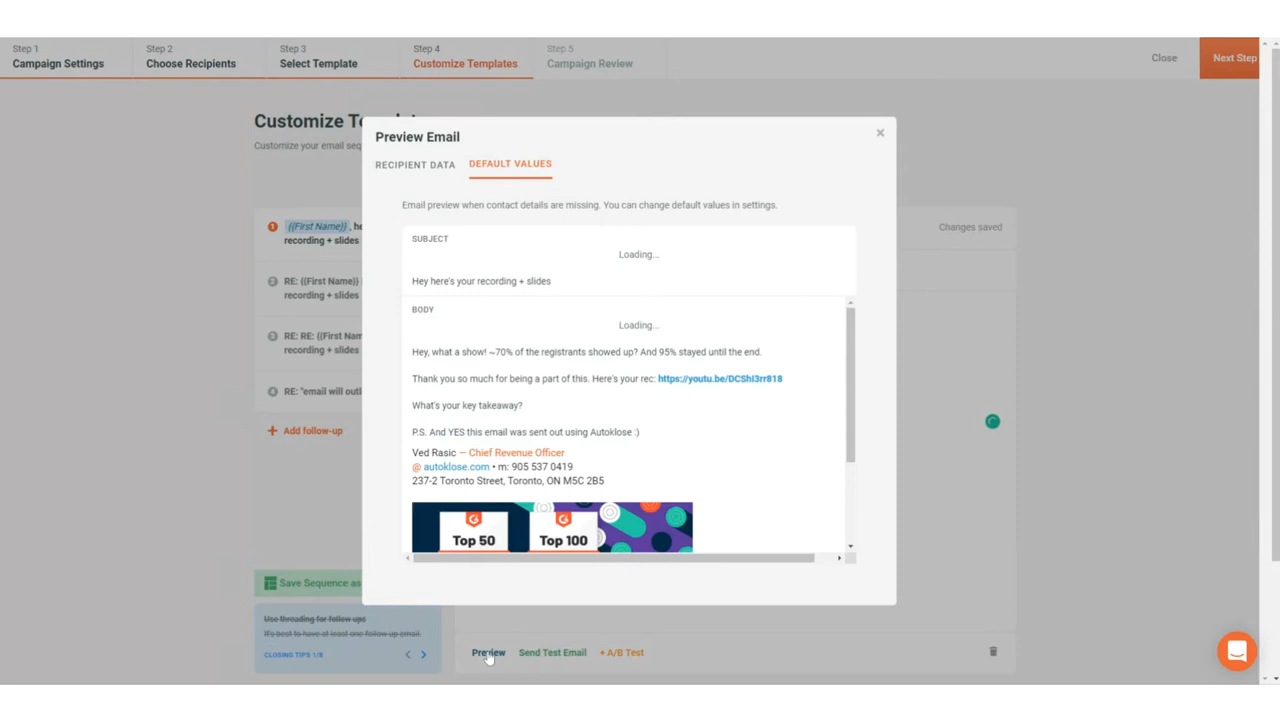 Step 1
Campaign Settings
Step 2
Choose Recipients
Step 3
Select Template
Step 4
Customize Templates
Step 5
Campaign Review
Close
Next Step
Customize
Customize your email seq
Preview Email
×
RECIPIENT DATA
DEFAULT VALUES
Email preview when contact details are missing. You can change default values in settings.
1 {{First Name}} , he
recording + slides
2 RE: {{First Name}}
recording + slides
3 RE: RE: {{First Nam
recording + slides
4 RE: "email will outl
+ Add follow-up
Changes saved
SUBJECT
Loading...
Hey here's your recording + slides
BODY
Loading...
Hey, what a show! ~70% of the registrants showed up? And 95% stayed until the end.
Thank you so much for being a part of this. Here's your rec: https://youtu.be/DCShI3rr818
What's your key takeaway?
P.S. And YES this email was sent out using Autoklose :)
Ved Rasic — Chief Revenue Officer
@ autoklose.com • m: 905 537 0419
237-2 Toronto Street, Toronto, ON M5C 2B5
Top 50
Top 100
Save Sequence as
Use threading for follow ups
It's best to have at least one follow up email.
CLOSING TIPS 1/8
< >
Preview
Send Test Email
+ A/B Test